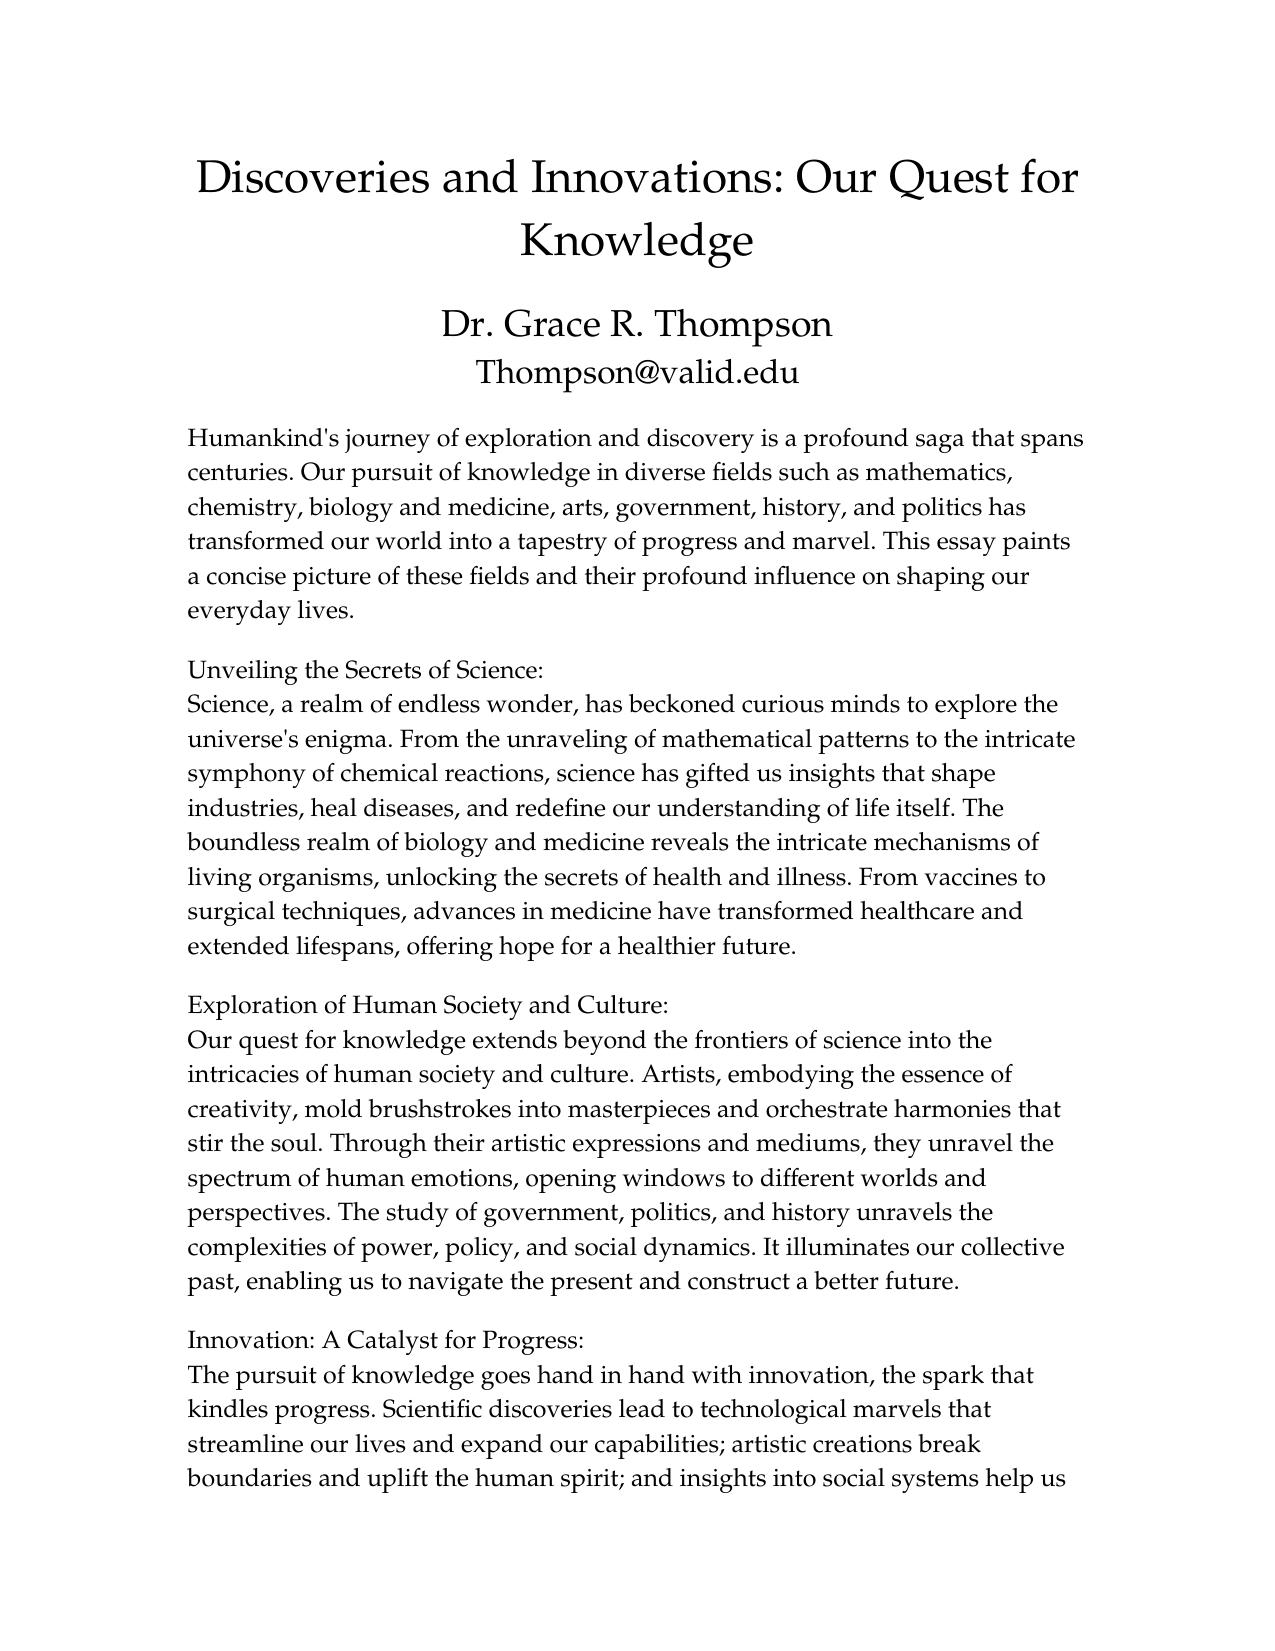 Discoveries and Innovations: Our Quest for
Knowledge
Dr. Grace R. Thompson
Thompson@valid.edu
Humankind's journey of exploration and discovery is a profound saga that spans
centuries. Our pursuit of knowledge in diverse fields such as mathematics,
chemistry, biology and medicine, arts, government, history, and politics has
transformed our world into a tapestry of progress and marvel. This essay paints
a concise picture of these fields and their profound influence on shaping our
everyday lives.
Unveiling the Secrets of Science:
Science, a realm of endless wonder, has beckoned curious minds to explore the
universe's enigma. From the unraveling of mathematical patterns to the intricate
symphony of chemical reactions, science has gifted us insights that shape
industries, heal diseases, and redefine our understanding of life itself. The
boundless realm of biology and medicine reveals the intricate mechanisms of
living organisms, unlocking the secrets of health and illness. From vaccines to
surgical techniques, advances in medicine have transformed healthcare and
extended lifespans, offering hope for a healthier future.
Exploration of Human Society and Culture:
Our quest for knowledge extends beyond the frontiers of science into the
intricacies of human society and culture. Artists, embodying the essence of
creativity, mold brushstrokes into masterpieces and orchestrate harmonies that
stir the soul. Through their artistic expressions and mediums, they unravel the
spectrum of human emotions, opening windows to different worlds and
perspectives. The study of government, politics, and history unravels the
complexities of power, policy, and social dynamics. It illuminates our collective
past, enabling us to navigate the present and construct a better future.
Innovation: A Catalyst for Progress:
The pursuit of knowledge goes hand in hand with innovation, the spark that
kindles progress. Scientific discoveries lead to technological marvels that
streamline our lives and expand our capabilities; artistic creations break
boundaries and uplift the human spirit; and insights into social systems help us